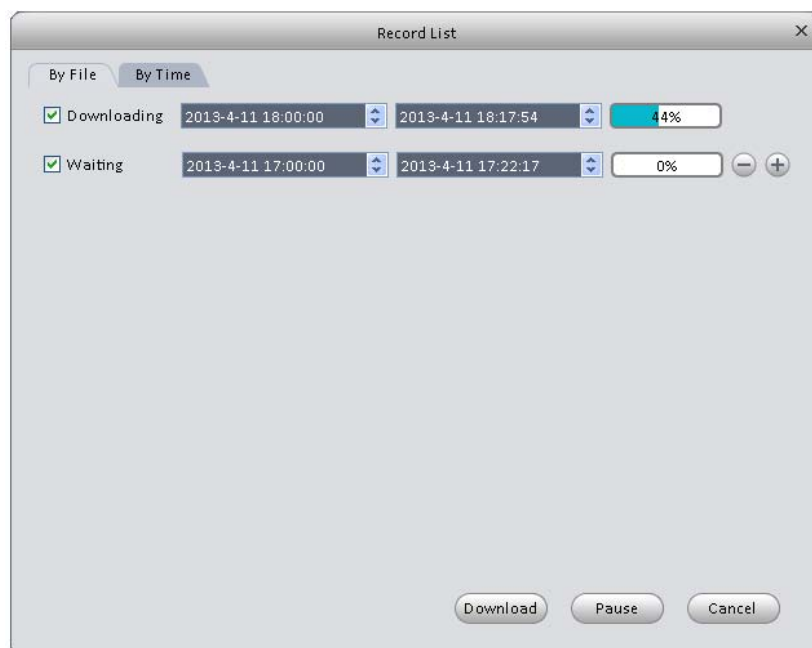 Record List
By File By Time
Downloading 2013-4-11 18:00:00 2013-4-11 18:17:54 44%
Waiting 2013-4-11 17:00:00 2013-4-11 17:22:17 0%
Download Pause Cancel